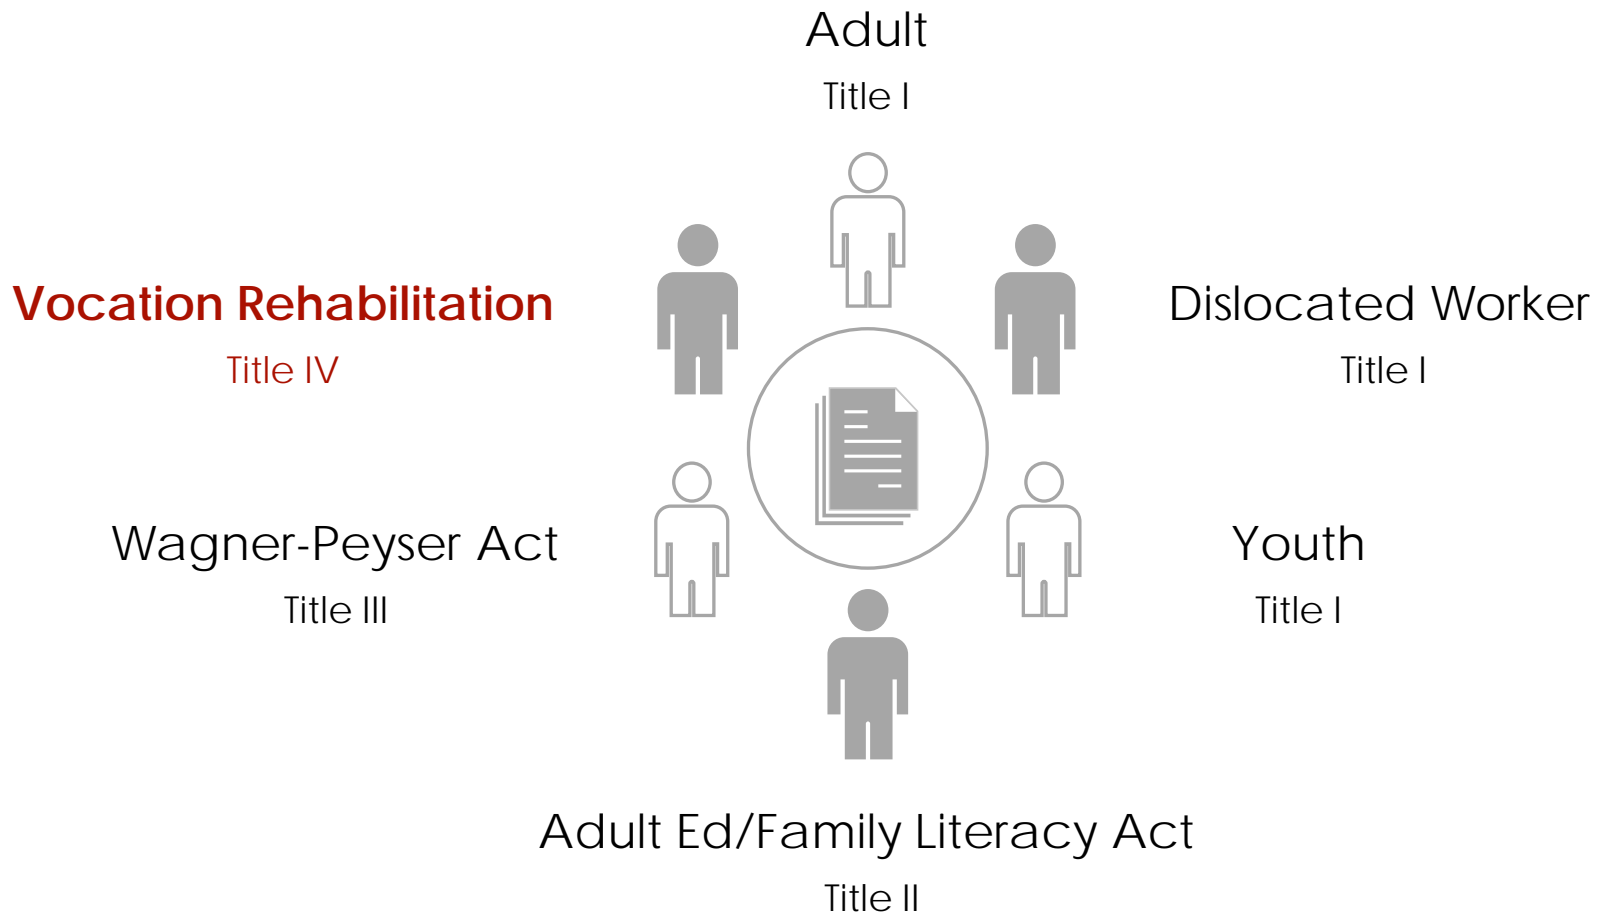 Adult
Title I
Vocation Rehabilitation
Title IV
Dislocated Worker
Title I
Wagner-Peyser Act
Title III
Youth
Title I
Adult Ed/Family Literacy Act
Title II